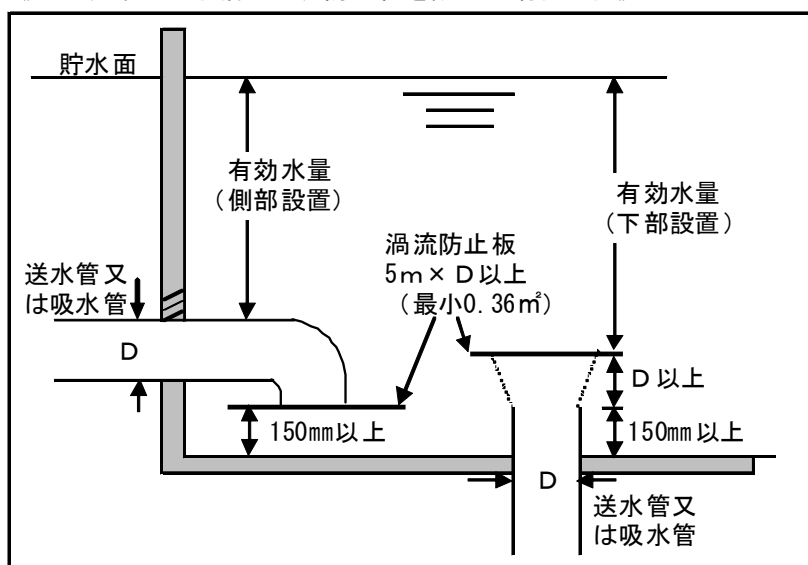 貯水面
有効水量
(側部設置)
有効水量
(下部設置)
渦流防止板
5m×D以上
(最小0.36㎡)
送水管又
は吸水管
D
D以上
150㎜以上
150㎜以上
D
送水管又
は吸水管